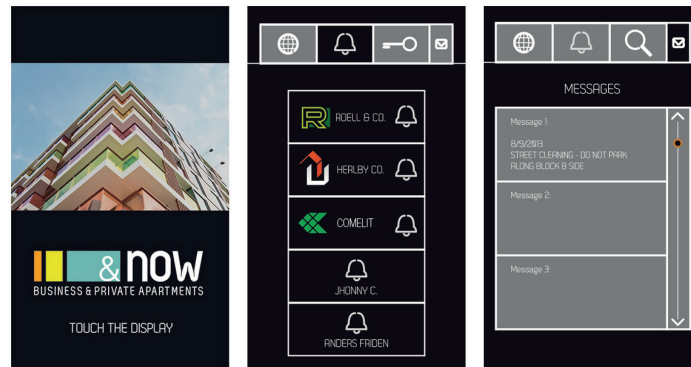 & NOW
BUSINESS & PRIVATE APARTMENTS
TOUCH THE DISPLAY
R ROELL & CO.
HERLBY CO.
COMELIT
JHONNY C.
ANDERS FRIDEN
MESSAGES
Message 1:
8/9/2013
STREET CLEANING - DO NOT PARK
ALONG BLOCK B SIDE
Message 2:
Message 3: